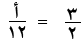 أ/١٢ = ٣/٢